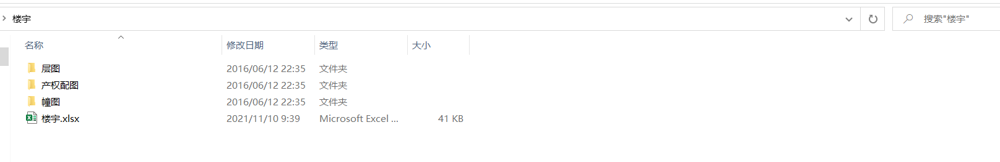 楼宇
搜索"楼宇"
名称 修改日期 类型 大小
层图 2016/06/12 22:35 文件夹
产权配图 2016/06/12 22:35 文件夹
幢图 2016/06/12 22:35 文件夹
楼宇.xlsx 2021/11/10 9:39 Microsoft Excel ... 41 KB